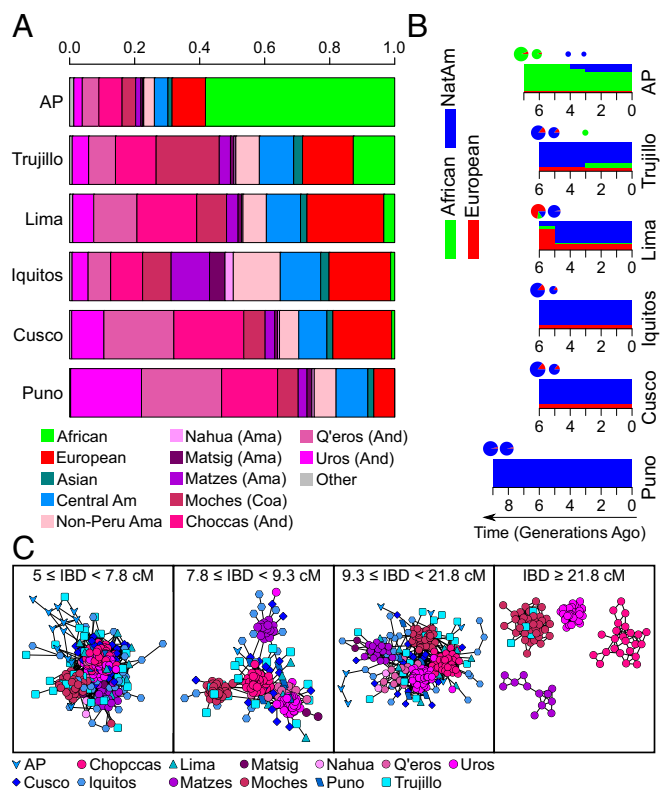 A
0.0 0.2 0.4 0.6 0.8 1.0
AP
Trujillo
Lima
Iquitos
Cusco
Puno
African
European
Asian
Central Am
Non-Peru Ama
Nahua (Ama)
Matsig (Ama)
Matzes (Ama)
Moches (Coa)
Choccas (And)
Q'eros (And)
Uros (And)
Other
B
African
European
NatAm
6 4 2 0
AP
6 4 2 0
Trujillo
6 4 2 0
Lima
6 4 2 0
Iquitos
6 4 2 0
Cusco
8 6 4 2 0
Puno
Time (Generations Ago)
C
5 ≤ IBD < 7.8 cM
7.8 ≤ IBD < 9.3 cM
9.3 ≤ IBD < 21.8 cM
IBD ≥ 21.8 cM
AP Chopccas Lima Matsig Nahua Q'eros Uros
Cusco Iquitos Matzes Moches Puno Trujillo